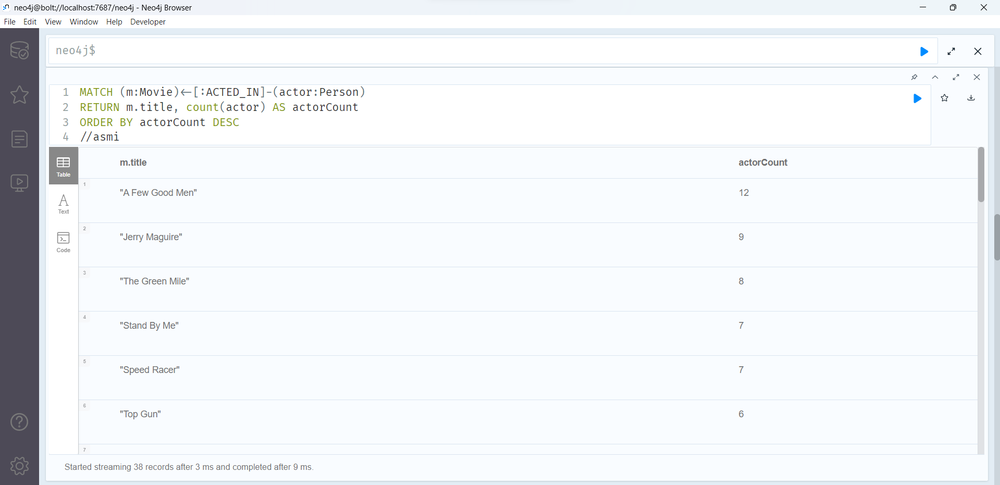 neo4j@bolt://localhost:7687/neo4j - Neo4j Browser
File Edit View Window Help Developer
neo4j$
1 MATCH (m:Movie)<-[:ACTED_IN]-(actor:Person)
2 RETURN m.title, count(actor) AS actorCount
3 ORDER BY actorCount DESC
4 //asmi
Table
Text
Code
m.title actorCount
1
"A Few Good Men" 12
2
"Jerry Maguire" 9
3
"The Green Mile" 8
4
"Stand By Me" 7
5
"Speed Racer" 7
6
"Top Gun" 6
7
Started streaming 38 records after 3 ms and completed after 9 ms.